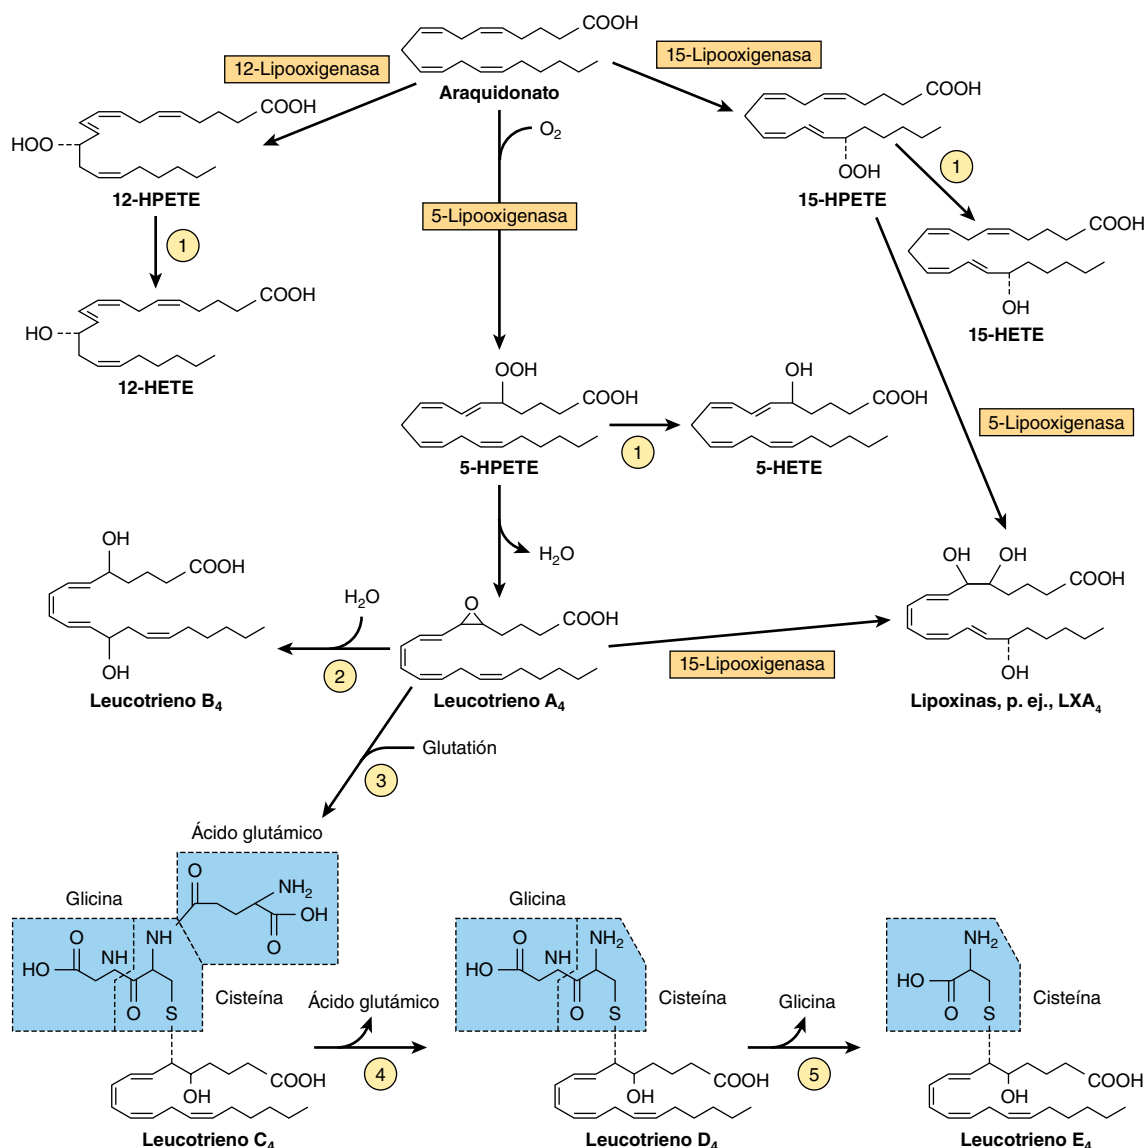 COOH
12-Lipooxigenasa
15-Lipooxigenasa
Araquidonato
COOH
HOO
12-HPETE
O2
COOH
OOH
15-HPETE
1
5-Lipooxigenasa
1
COOH
OH
15-HETE
COOH
HO
12-HETE
OOH
COOH
5-HPETE
1
OH
COOH
5-HETE
5-Lipooxigenasa
H2O
OH
COOH
OH
Leucotrieno B4
H2O
2
O
COOH
Leucotrieno A4
15-Lipooxigenasa
OH
OH
COOH
OH
Lipoxinas, p. ej., LXA4
Glutatión
3
Ácido glutámico
O
NH2
OH
O
Glicina
O
HO
NH
NH
O
S
Cisteína
OH
COOH
Leucotrieno C4
Ácido glutámico
4
Glicina
O
HO
NH
NH2
O
S
Cisteína
OH
COOH
Leucotrieno D4
Glicina
5
NH2
HO
O
S
Cisteína
OH
COOH
Leucotrieno E4